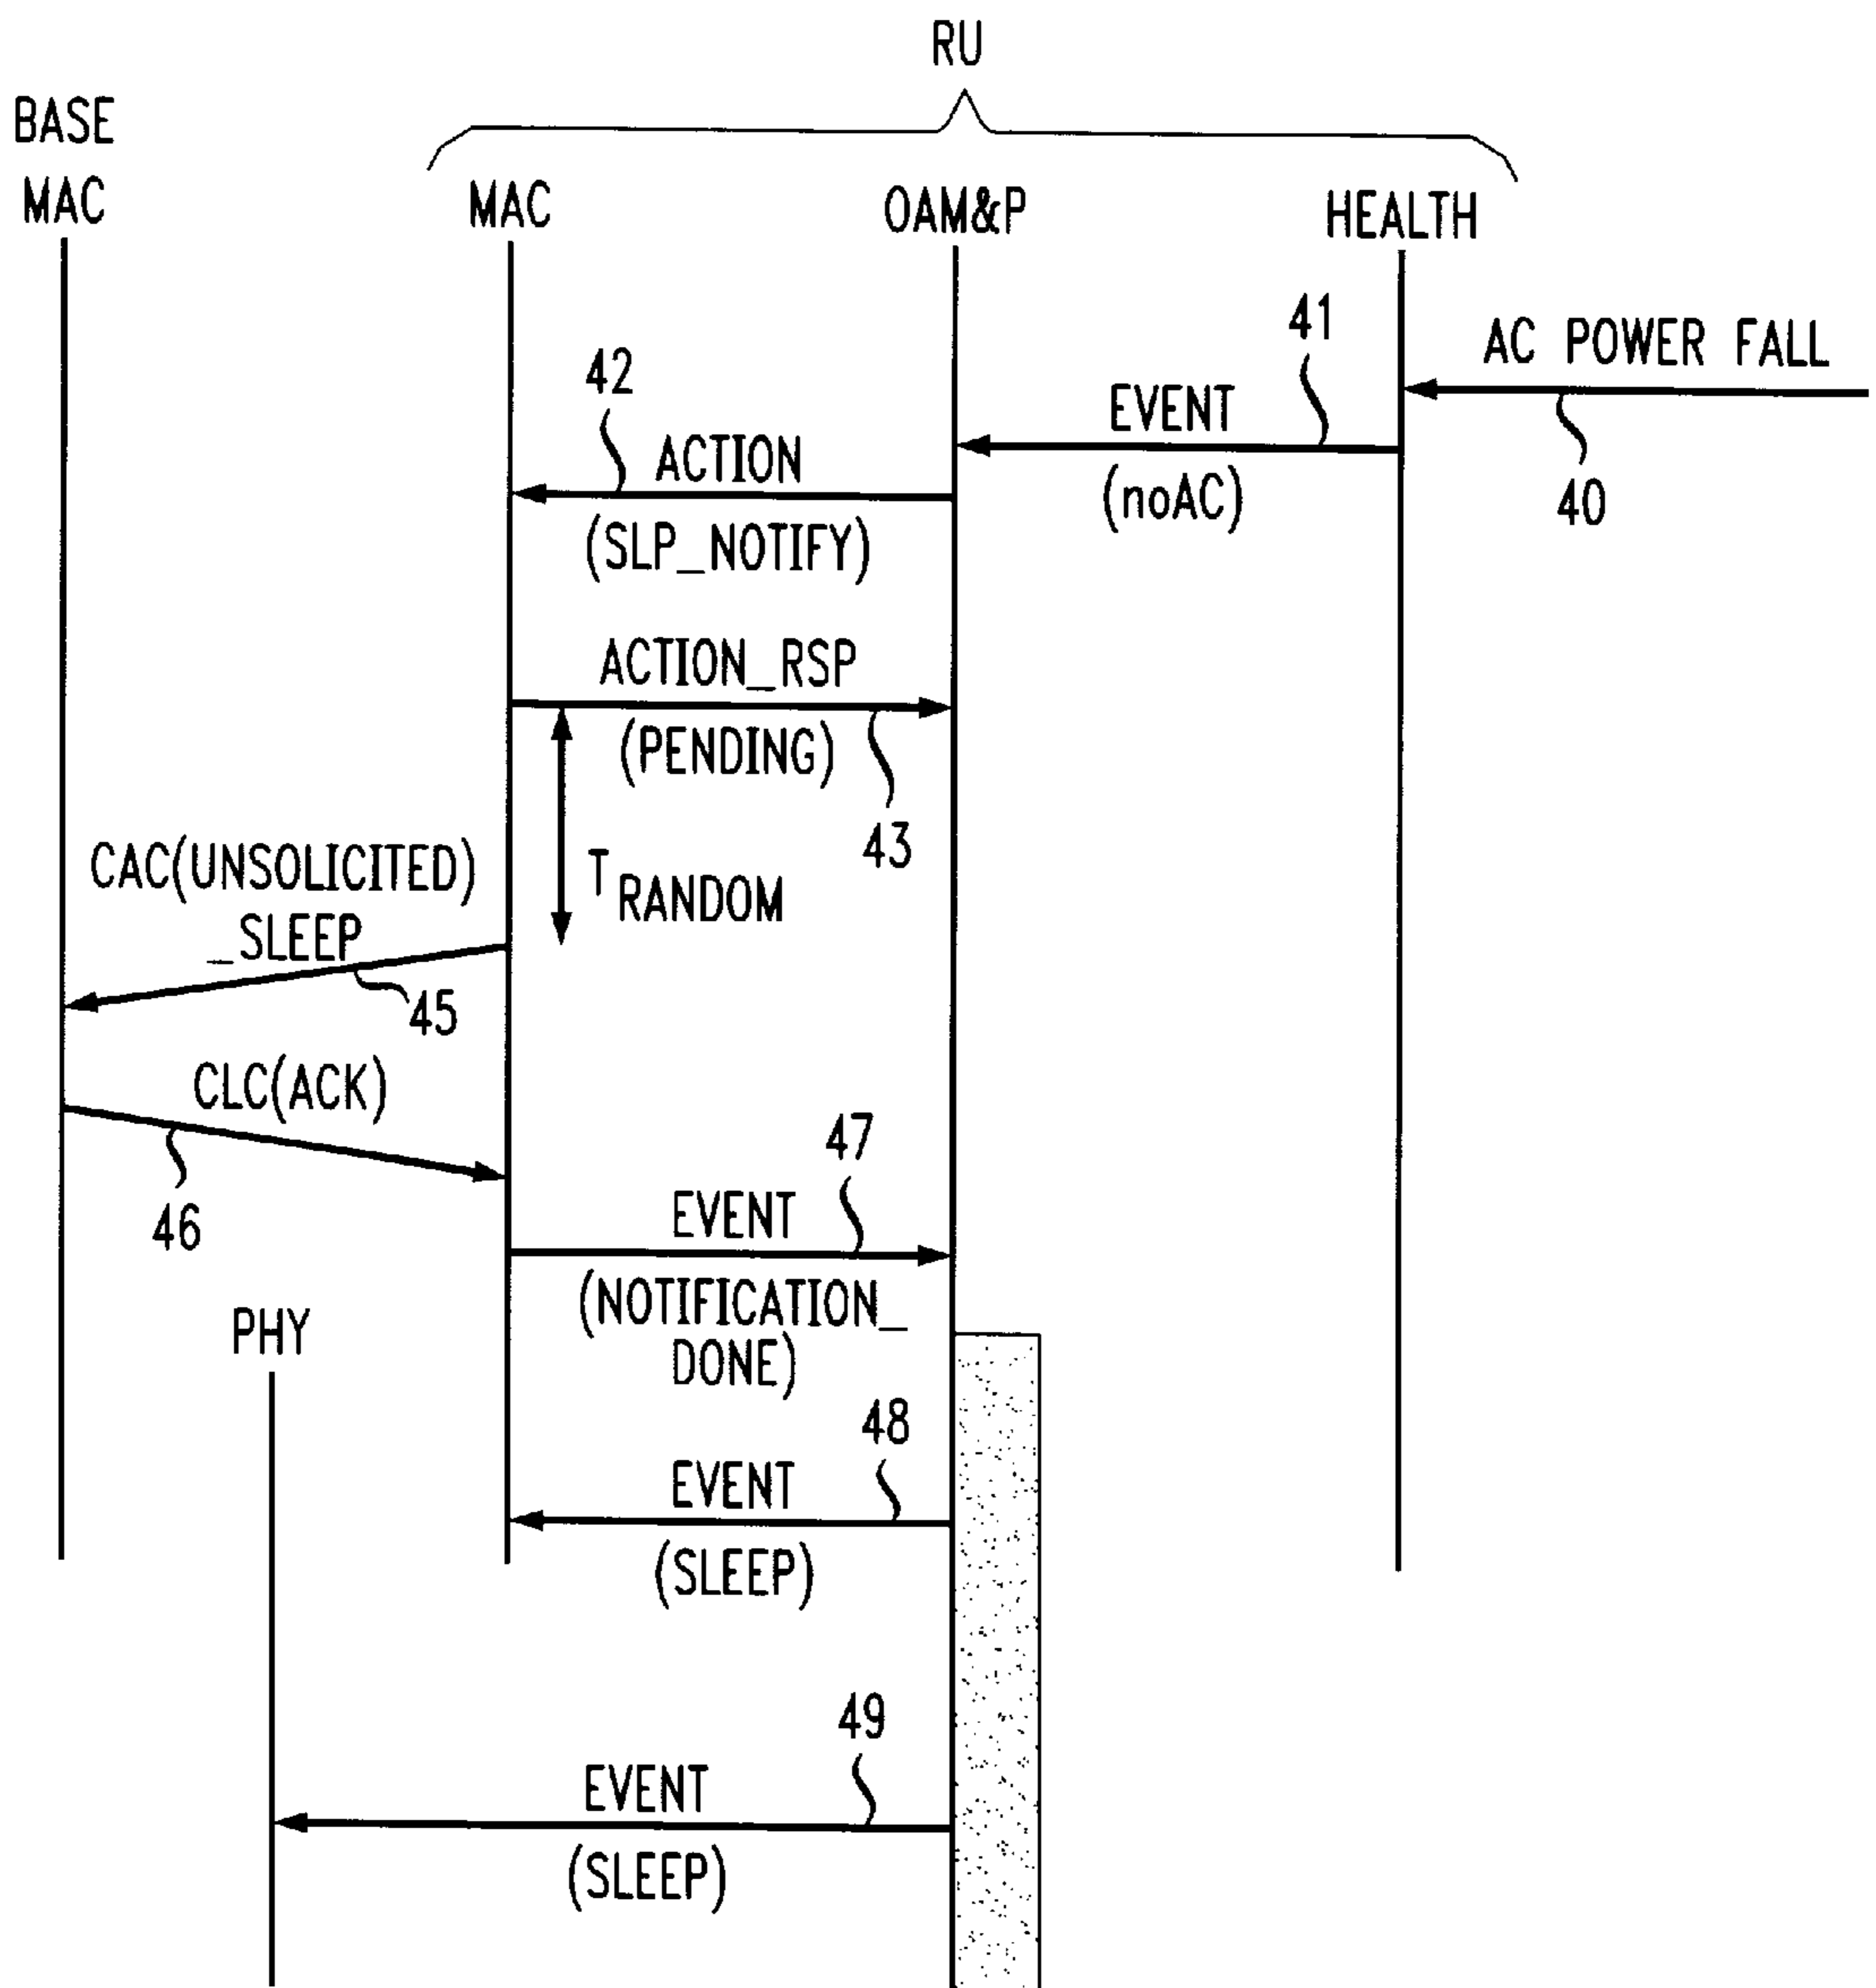 RU
BASE
MAC
MAC
OAM&P
HEALTH
41
AC POWER FALL
42
EVENT
ACTION
(noAC)
40
(SLP_NOTIFY)
ACTION_RSP
(PENDING)
43
CAC(UNSOLICITED)
_SLEEP
TRANDOM
45
CLC(ACK)
47
46
EVENT
(NOTIFICATION_
DONE)
PHY
48
EVENT
(SLEEP)
49
EVENT
(SLEEP)